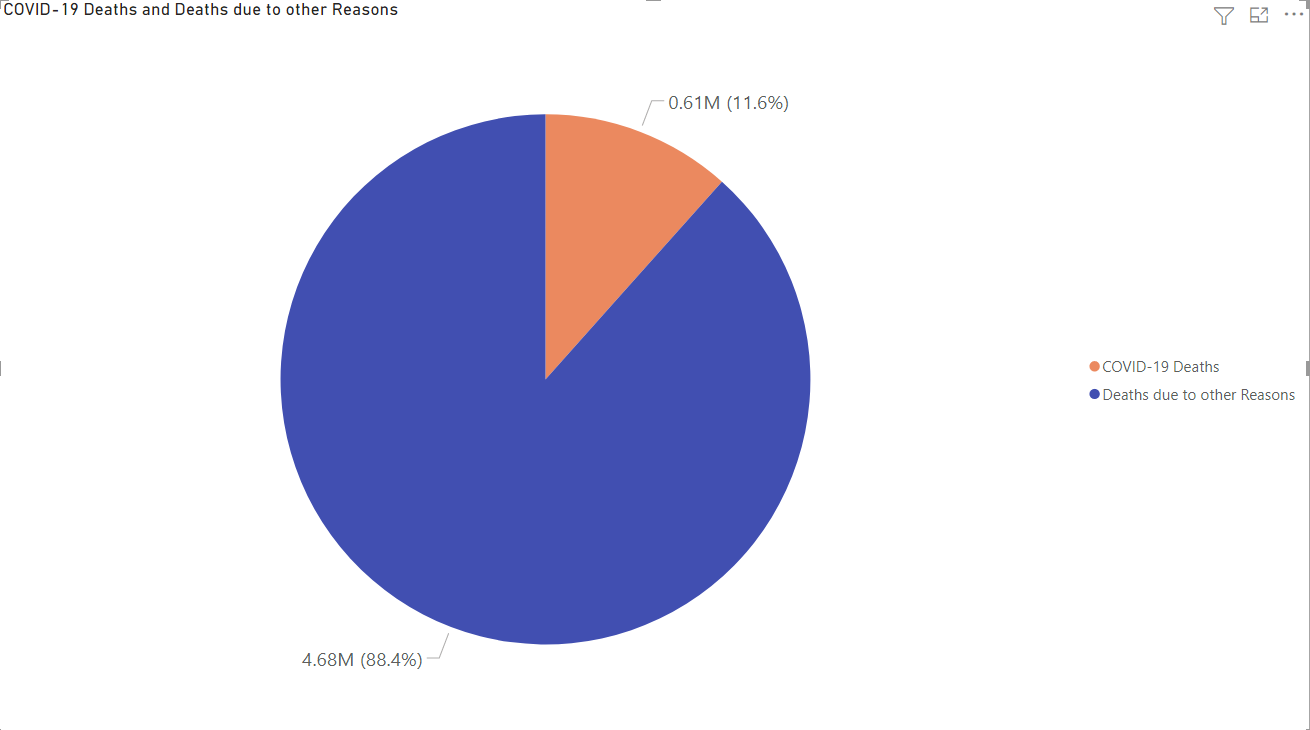 COVID-19 Deaths and Deaths due to other Reasons
0.61M (11.6%)
COVID-19 Deaths
Deaths due to other Reasons
4.68M (88.4%)